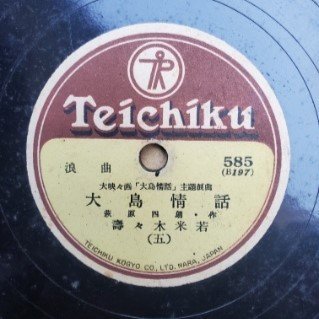 Teichiku
浪曲
585
(B197)
大映々画「大島情話」主題浪曲
大島情話
萩原四朗・作
壽々木米若
(五)
TEICHIKU KOGYO CO., LTD. NARA, JAPAN